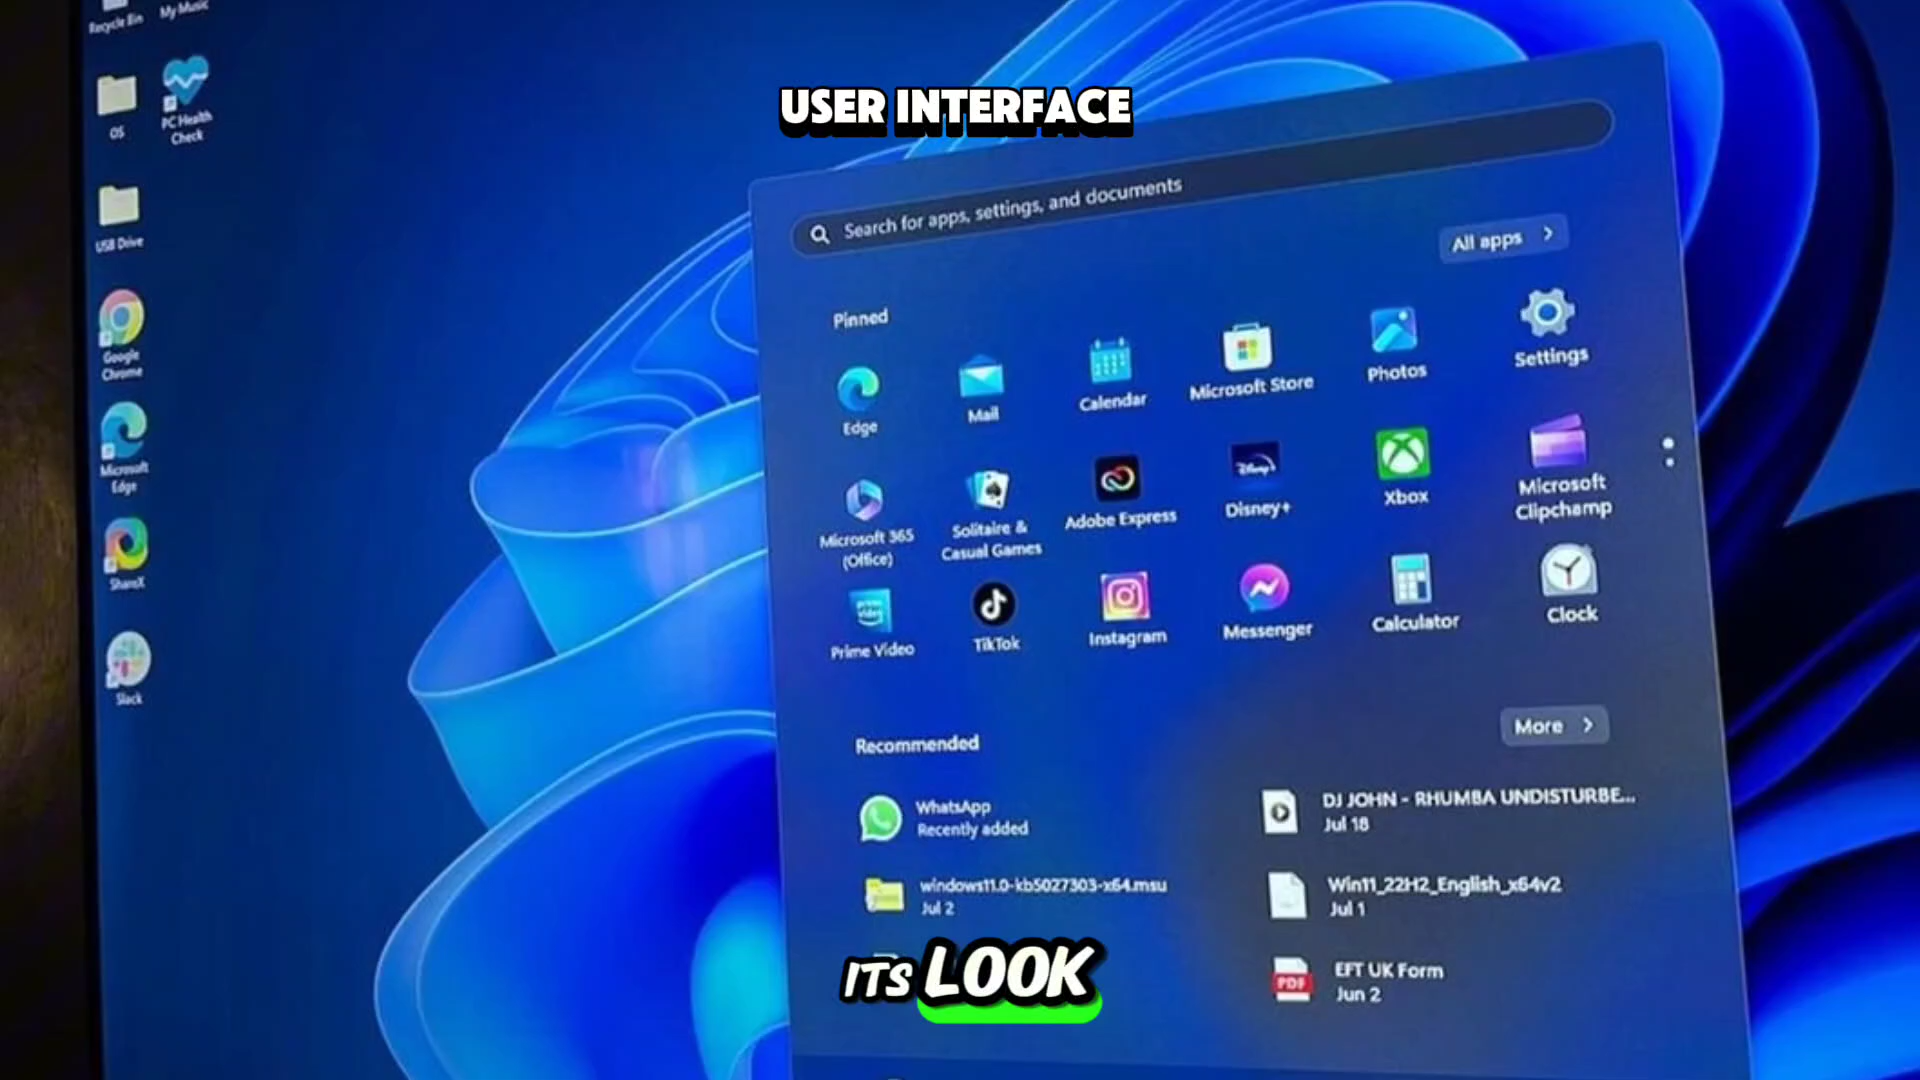 Recycle Bin
My Music
OS
PC Health
Check
USB Drive
Google
Chrome
Microsoft
Edge
ShareX
Slack
USER INTERFACE
Search for apps, settings, and documents
All apps
Pinned
Edge
Mail
Calendar
Microsoft Store
Photos
Settings
Microsoft 365
(Office)
Solitaire &
Casual Games
Adobe Express
Disney+
Disney+
Xbox
Microsoft
Clipchamp
prime
video
Prime Video
TikTok
Instagram
Messenger
Calculator
Clock
Recommended
More
WhatsApp
Recently added
DJ JOHN - RHUMBA UNDISTURBE...
Jul 18
windows11.0-kb5027303-x64.msu
Jul 2
Win11_22H2_English_x64v2
Jul 1
PDF
EFT UK Form
Jun 2
ITS LOOK